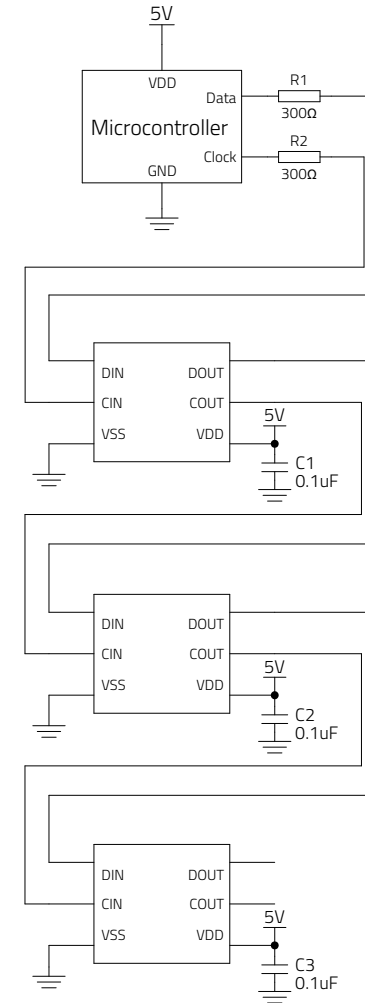 5V
VDD
Data
R1
300Ω
Microcontroller
R2
Clock
300Ω
GND
DIN
DOUT
CIN
COUT
5V
VSS
VDD
C1
0.1uF
DIN
DOUT
CIN
COUT
5V
VSS
VDD
C2
0.1uF
DIN
DOUT
CIN
COUT
5V
VSS
VDD
C3
0.1uF